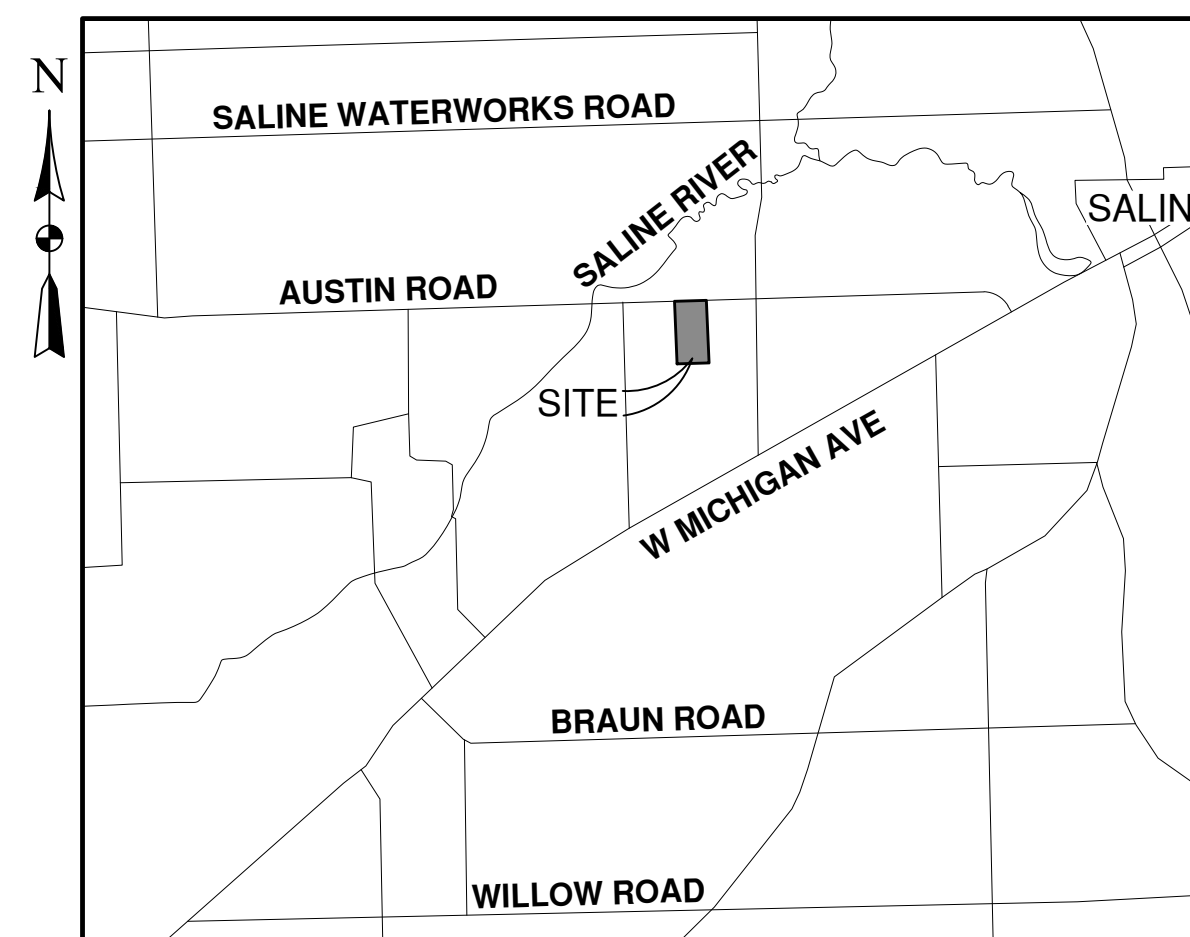 N
SALINE WATERWORKS ROAD
SALINE RIVER
SALIN
AUSTIN ROAD
SITE
W MICHIGAN AVE
BRAUN ROAD
WILLOW ROAD